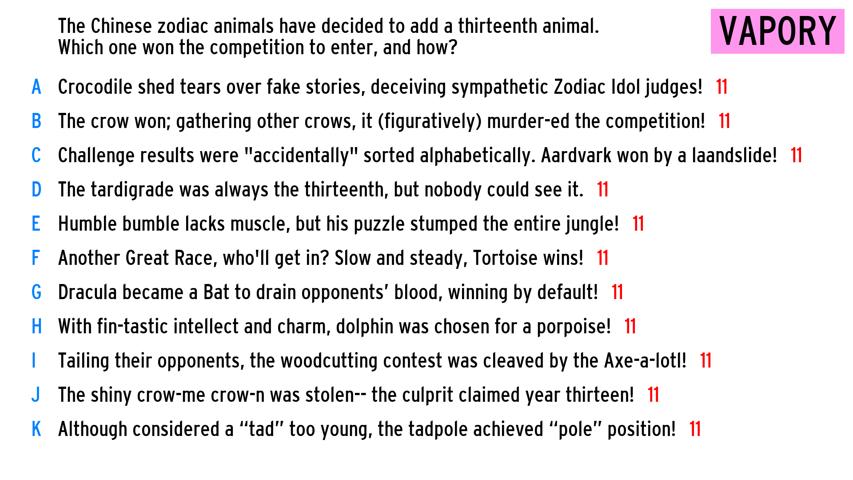 The Chinese zodiac animals have decided to add a thirteenth animal.
Which one won the competition to enter, and how?
VAPORY
A Crocodile shed tears over fake stories, deceiving sympathetic Zodiac Idol judges! 11
B The crow won; gathering other crows, it (figuratively) murder-ed the competition! 11
C Challenge results were "accidentally" sorted alphabetically. Aardvark won by a laandslide! 11
D The tardigrade was always the thirteenth, but nobody could see it. 11
E Humble bumble lacks muscle, but his puzzle stumped the entire jungle! 11
F Another Great Race, who'll get in? Slow and steady, Tortoise wins! 11
G Dracula became a Bat to drain opponents’ blood, winning by default! 11
H With fin-tastic intellect and charm, dolphin was chosen for a porpoise! 11
I Tailing their opponents, the woodcutting contest was cleaved by the Axe-a-lotl! 11
J The shiny crow-me crow-n was stolen-- the culprit claimed year thirteen! 11
K Although considered a “tad” too young, the tadpole achieved “pole” position! 11